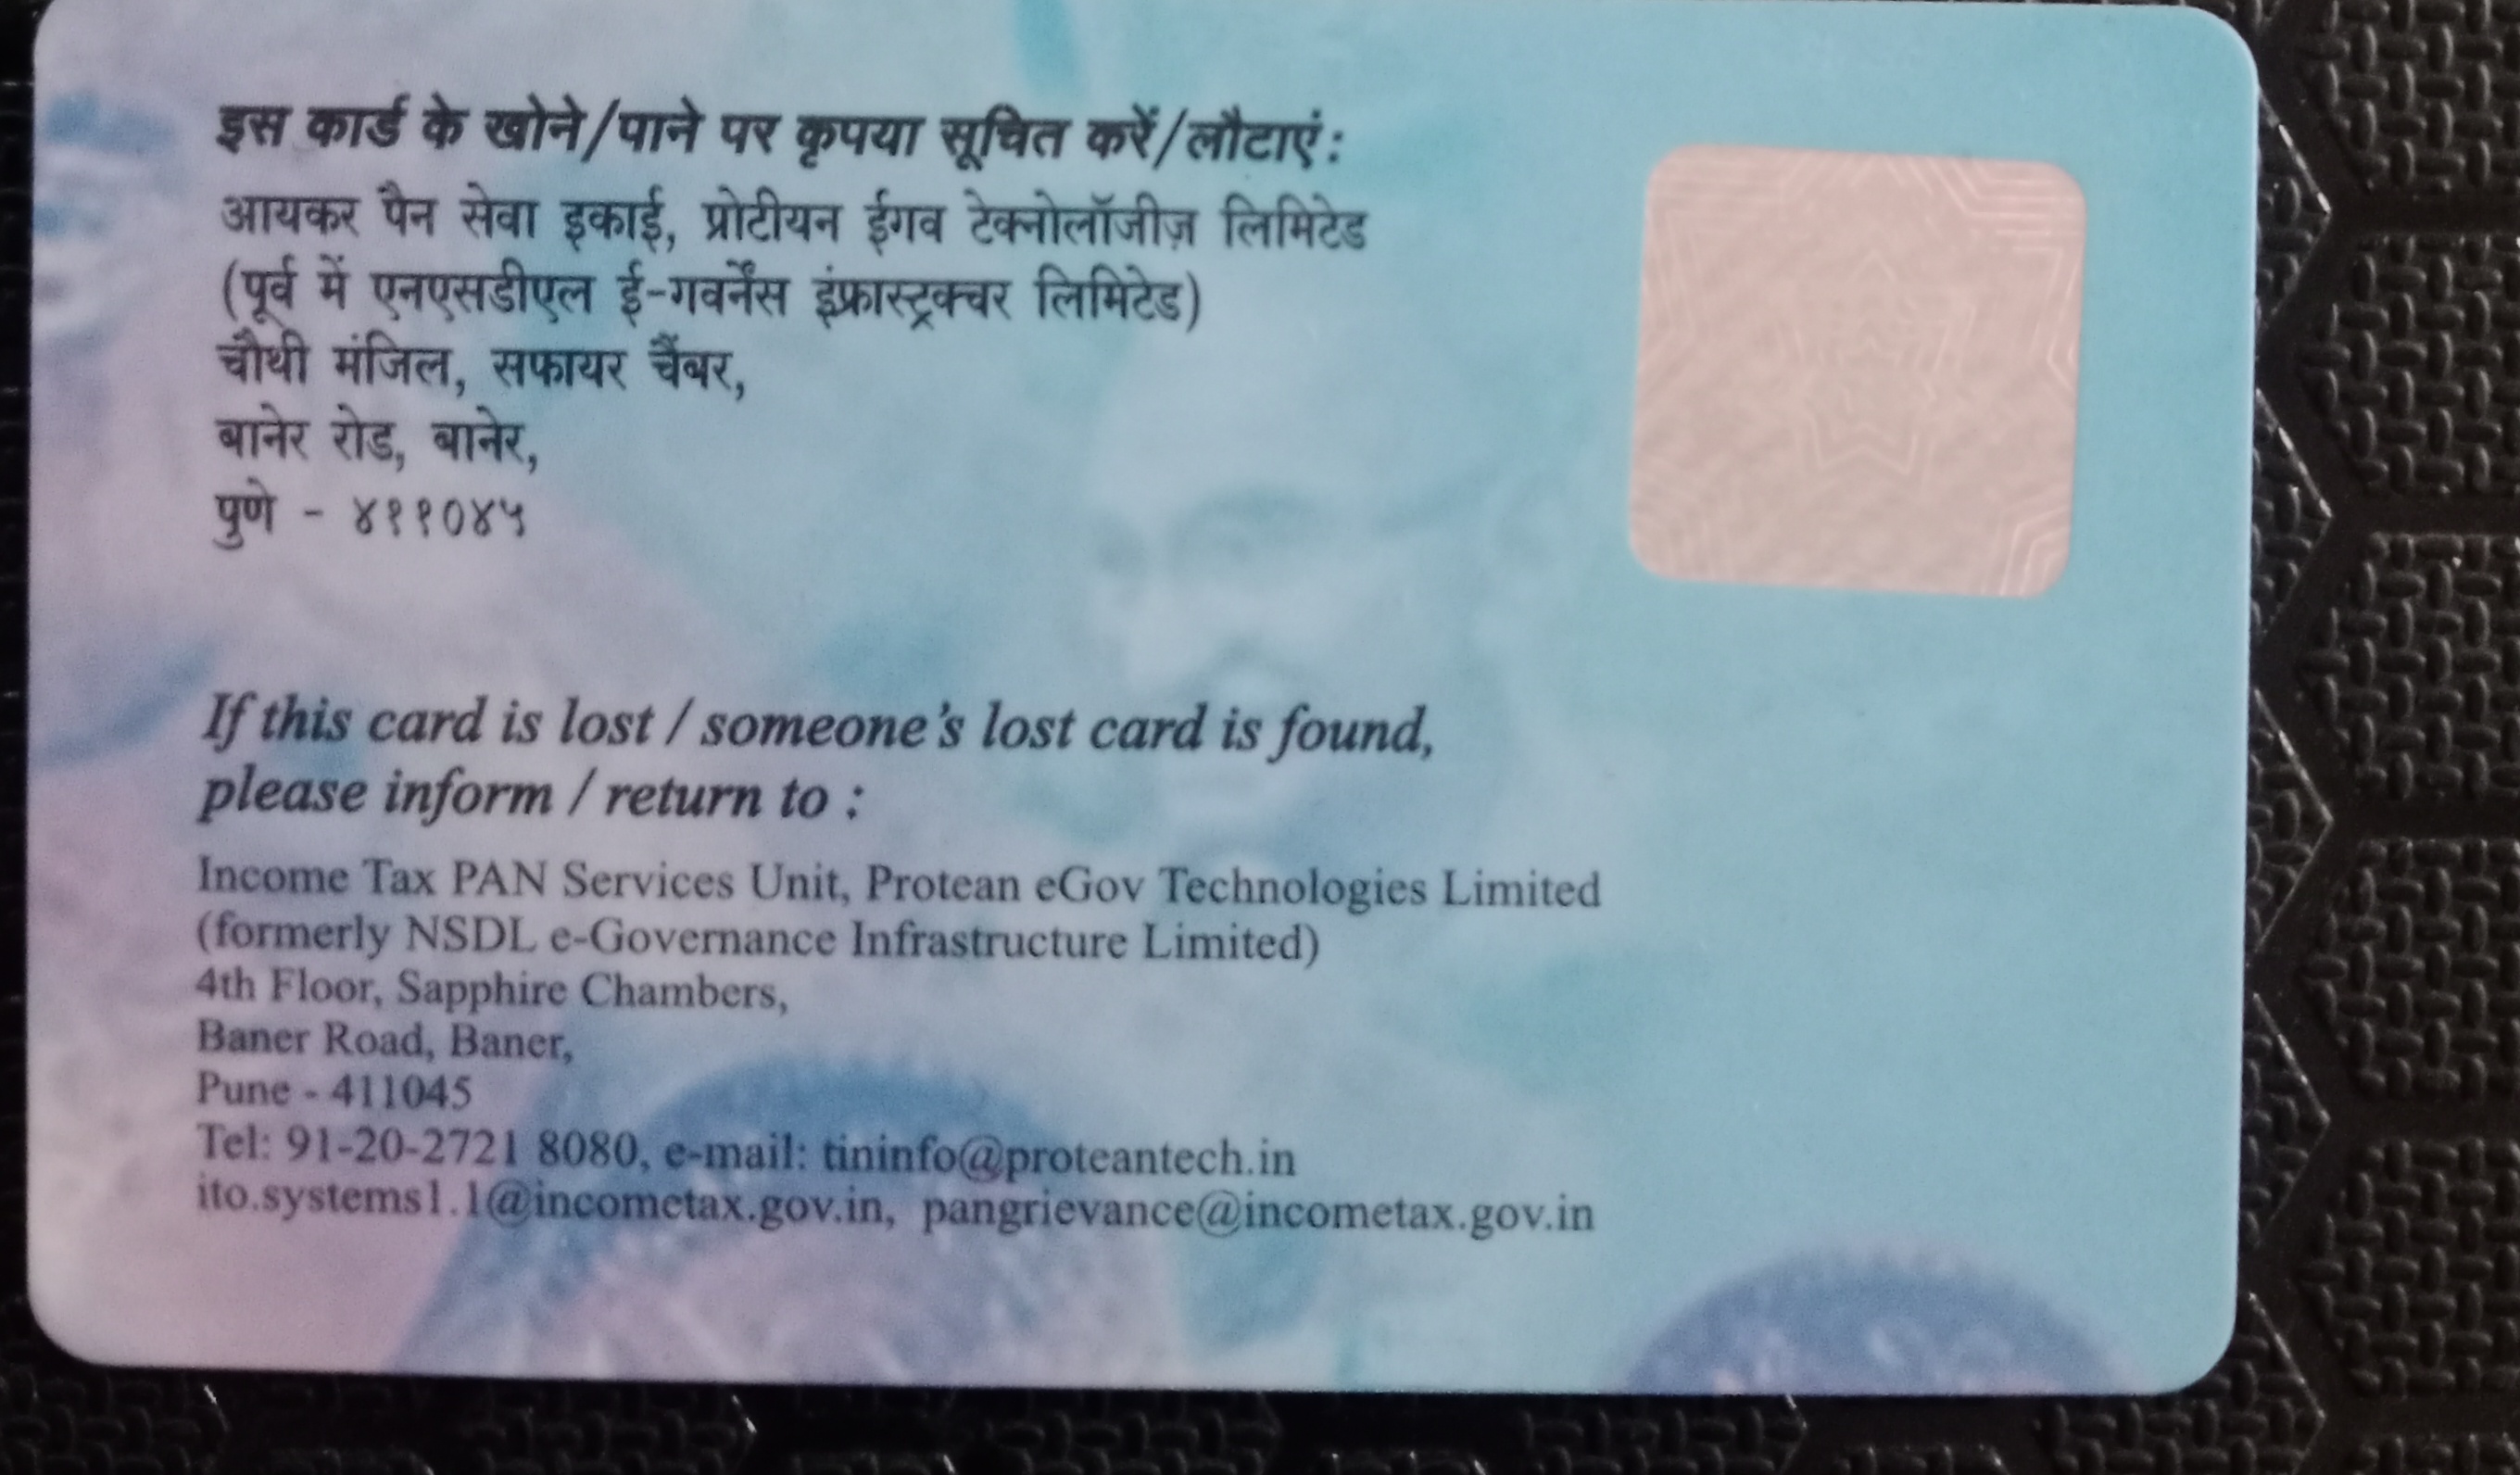 इस कार्ड के खोने/पाने पर कृपया सूचित करें/लौटाएं:
आयकर पैन सेवा इकाई, प्रोटीयन ईगव टेक्नोलॉजीज़ लिमिटेड
(पूर्व में एनएसडीएल ई-गवर्नेंस इंफ्रास्ट्रक्चर लिमिटेड)
चौथी मंजिल, सफायर चैंबर,
बानेर रोड, बानेर,
पुणे - ४११०४५
If this card is lost / someone's lost card is found,
please inform / return to :
Income Tax PAN Services Unit, Protean eGov Technologies Limited
(formerly NSDL e-Governance Infrastructure Limited)
4th Floor, Sapphire Chambers,
Baner Road, Baner,
Pune - 411045
Tel: 91-20-2721 8080, e-mail: tininfo@proteantech.in
ito.systems1.1@incometax.gov.in, pangrievance@incometax.gov.in